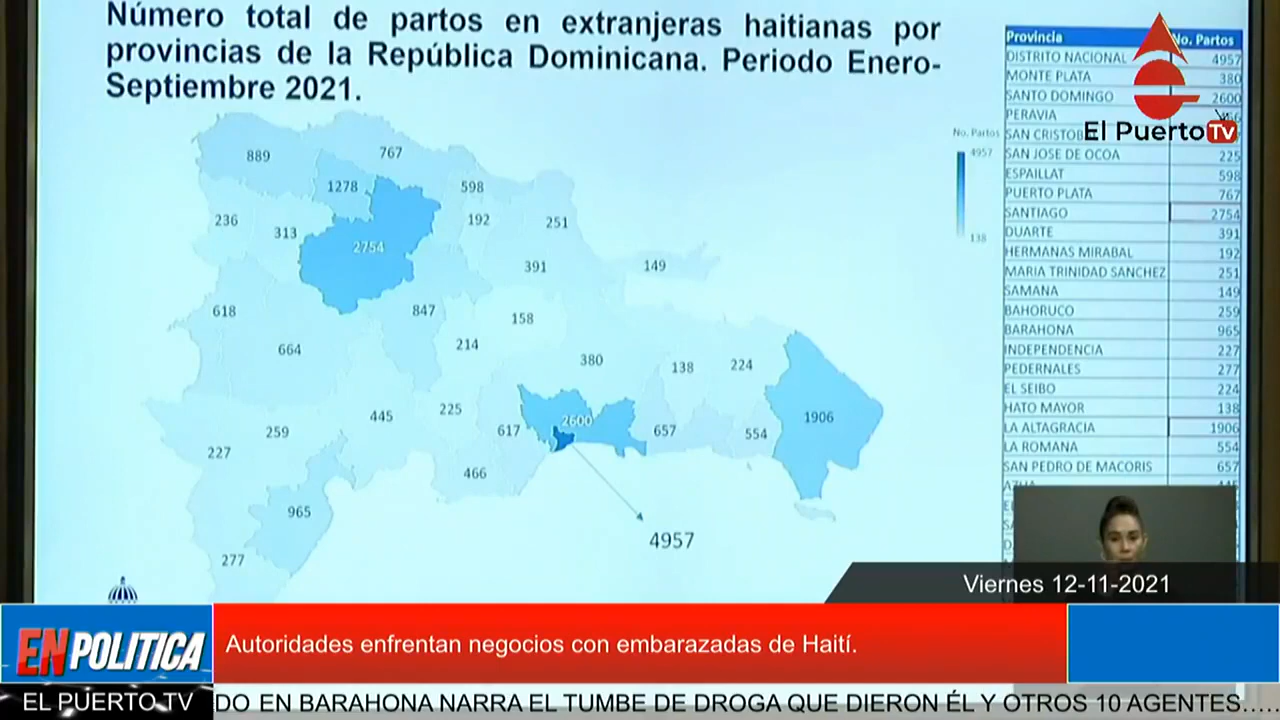 Número total de partos en extranjeras haitianas por
provincias de la República Dominicana. Periodo Enero-
Septiembre 2021.
889
767
1278
598
236
313
2754
192
251
391
149
618
847
158
664
214
380
138
224
445
225
617
2600
657
554
1906
259
227
466
965
277
4957
No. Partos
4957
138
Provincia No. Partos
DISTRITO NACIONAL 4957
MONTE PLATA 380
SANTO DOMINGO 2600
PERAVIA
SAN JOSE DE OCOA 225
ESPAILLAT 598
PUERTO PLATA 767
SANTIAGO 2754
DUARTE 391
HERMANAS MIRABAL 192
MARIA TRINIDAD SANCHEZ 251
SAMANA 149
BAHORUCO 259
BARAHONA 965
INDEPENDENCIA 227
PEDERNALES 277
EL SEIBO 224
HATO MAYOR 138
LA ALTAGRACIA 1906
LA ROMANA 554
SAN PEDRO DE MACORIS 657
El Puerto TV
Viernes 12-11-2021
EN POLITICA
Autoridades enfrentan negocios con embarazadas de Haití.
EL PUERTO TV
DO EN BARAHONA NARRA EL TUMBE DE DROGA QUE DIERON ÉL Y OTROS 10 AGENTES.....